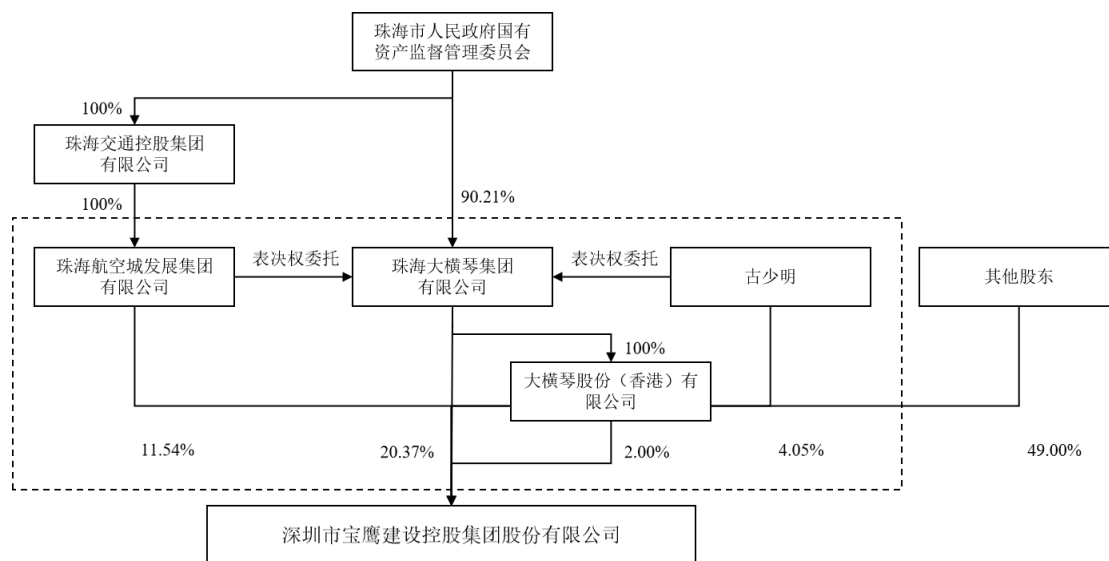 珠海市人民政府国有
资产监督管理委员会
100%
珠海交通控股集团
有限公司
100%
90.21%
珠海航空城发展集团
有限公司
表决权委托
珠海大横琴集团
有限公司
表决权委托
古少明
其他股东
100%
大横琴股份（香港）有
限公司
11.54%
20.37%
2.00%
4.05%
49.00%
深圳市宝鹰建设控股集团股份有限公司